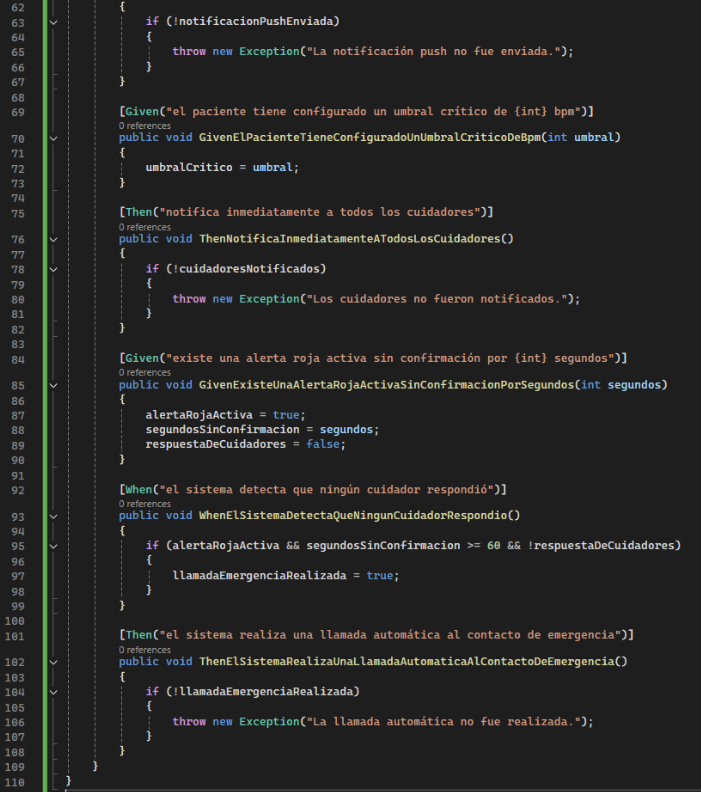 62 {
63 if (!notificacionPushEnviada)
64 {
65 throw new Exception("La notificación push no fue enviada.");
66 }
67 }
68
69 [Given("el paciente tiene configurado un umbral crítico de {int} bpm")]
0 references
70 public void GivenElPacienteTieneConfiguradoUnUmbralCriticoDeBpm(int umbral)
71 {
72 umbralCritico = umbral;
73 }
74
75 [Then("notifica inmediatamente a todos los cuidadores")]
0 references
76 public void ThenNotificaInmediatamenteATodosLosCuidadores()
77 {
78 if (!cuidadoresNotificados)
79 {
80 throw new Exception("Los cuidadores no fueron notificados.");
81 }
82 }
83
84 [Given("existe una alerta roja activa sin confirmación por {int} segundos")]
0 references
85 public void GivenExisteUnaAlertaRojaActivaSinConfirmacionPorSegundos(int segundos)
86 {
87 alertaRojaActiva = true;
88 segundosSinConfirmacion = segundos;
89 respuestaDeCuidadores = false;
90 }
91
92 [When("el sistema detecta que ningún cuidador respondió")]
0 references
93 public void WhenElSistemaDetectaQueNingunCuidadorRespondio()
94 {
95 if (alertaRojaActiva && segundosSinConfirmacion >= 60 && !respuestaDeCuidadores)
96 {
97 llamadaEmergenciaRealizada = true;
98 }
99 }
100
101 [Then("el sistema realiza una llamada automática al contacto de emergencia")]
0 references
102 public void ThenElSistemaRealizaUnaLlamadaAutomaticaAlContactoDeEmergencia()
103 {
104 if (!llamadaEmergenciaRealizada)
105 {
106 throw new Exception("La llamada automática no fue realizada.");
107 }
108 }
109 }
110 }